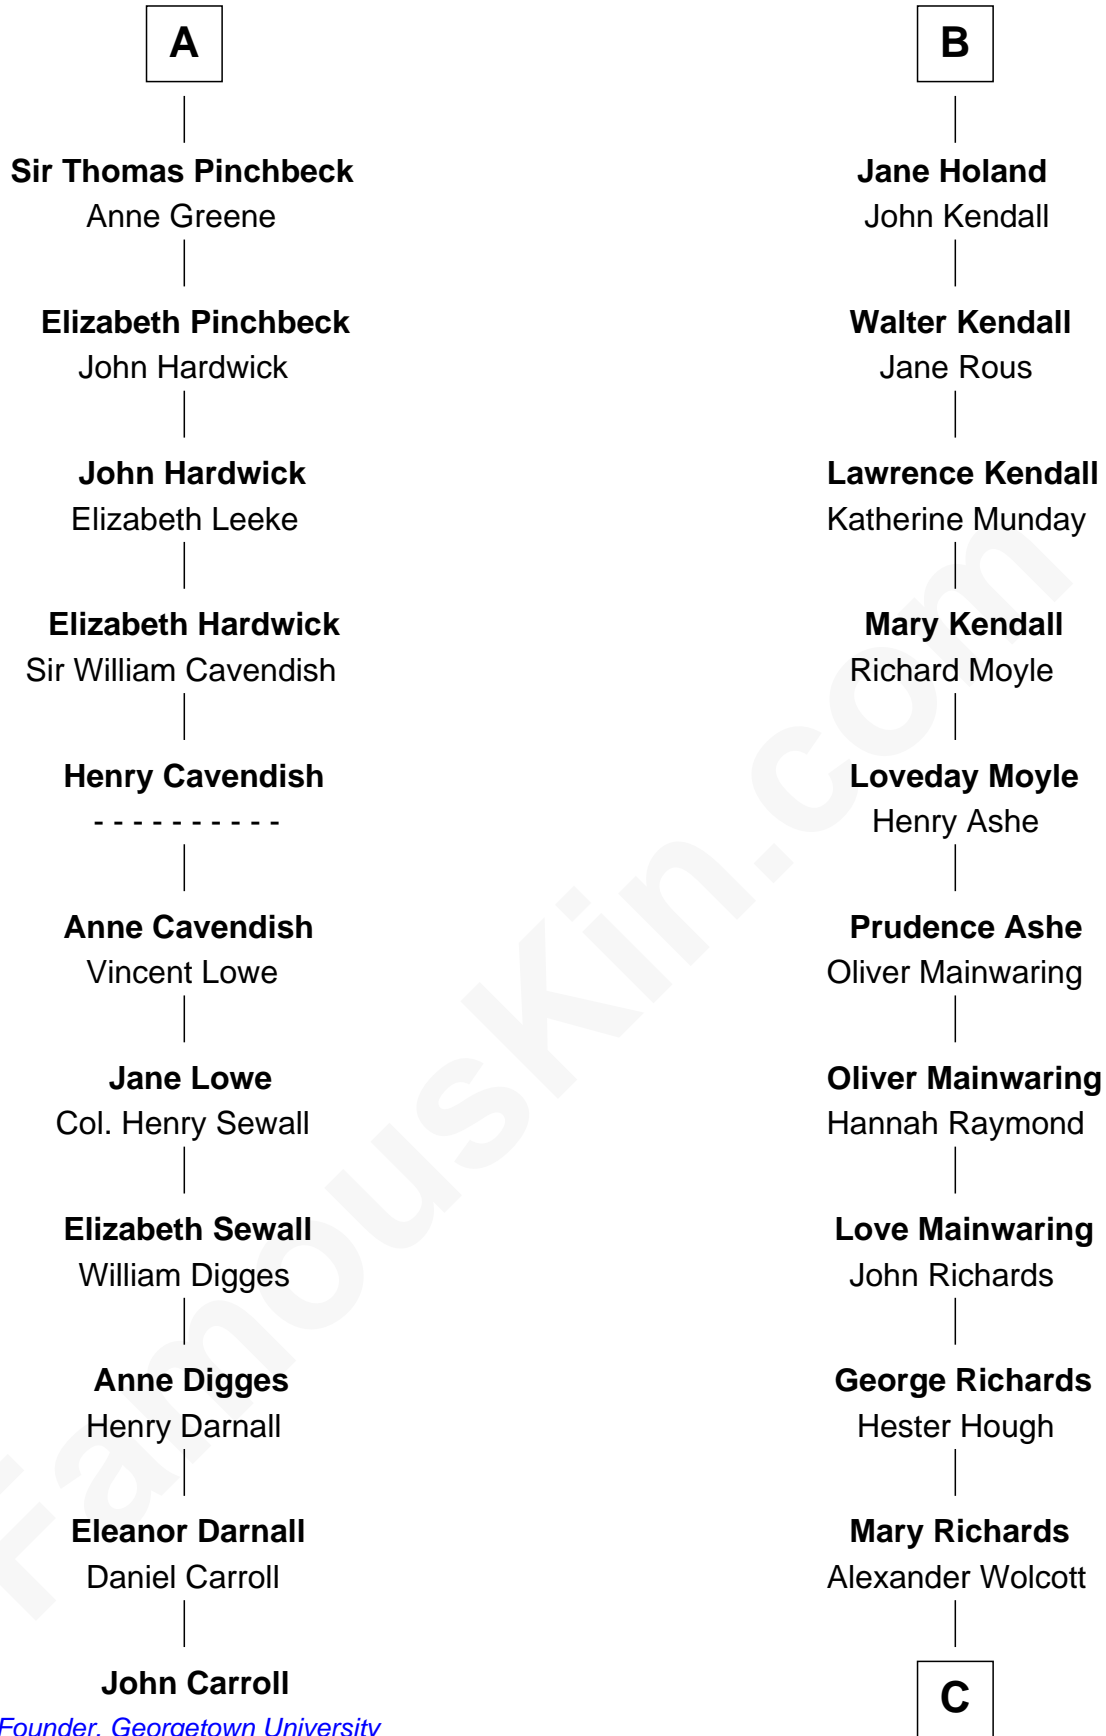 A
Sir Thomas Pinchbeck
Anne Greene
Elizabeth Pinchbeck
John Hardwick
John Hardwick
Elizabeth Leeke
Elizabeth Hardwick
Sir William Cavendish
Henry Cavendish
- - - - - - - - - -
Anne Cavendish
Vincent Lowe
Jane Lowe
Col. Henry Sewall
Elizabeth Sewall
William Digges
Anne Digges
Henry Darnall
Eleanor Darnall
Daniel Carroll
John Carroll
Founder, Georgetown University
B
Jane Holand
John Kendall
Walter Kendall
Jane Rous
Lawrence Kendall
Katherine Munday
Mary Kendall
Richard Moyle
Loveday Moyle
Henry Ashe
Prudence Ashe
Oliver Mainwaring
Oliver Mainwaring
Hannah Raymond
Love Mainwaring
John Richards
George Richards
Hester Hough
Mary Richards
Alexander Wolcott
C
FamousKin.com